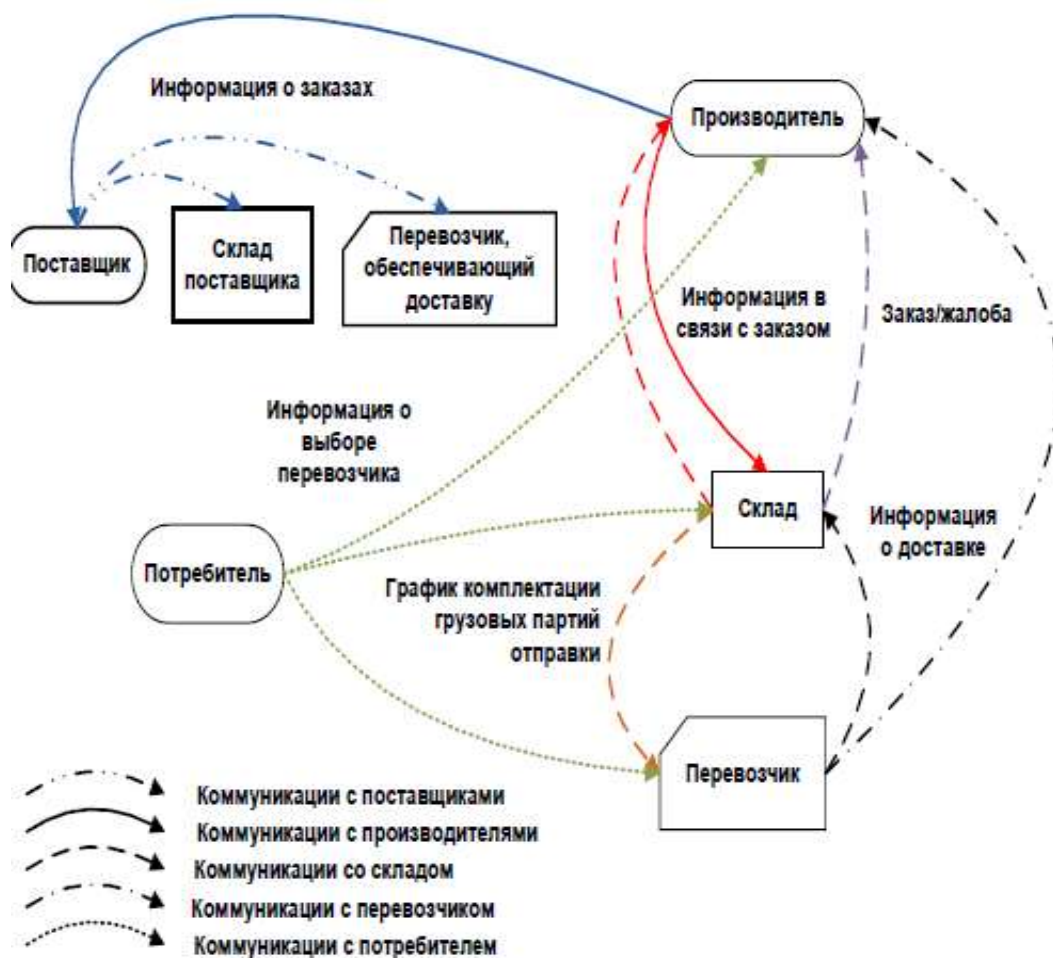 Информация о заказах
Производитель
Поставщик
Склад
поставщика
Перевозчик,
обеспечивающий
доставку
Информация в
связи с заказом
Заказ/жалоба
Информация о
выборе
перевозчика
Склад
Информация
о доставке
Потребитель
График комплектации
грузовых партий
отправки
Перевозчик
Коммуникации с поставщиками
Коммуникации с производителями
Коммуникации со складом
Коммуникации с перевозчиком
Коммуникации с потребителем